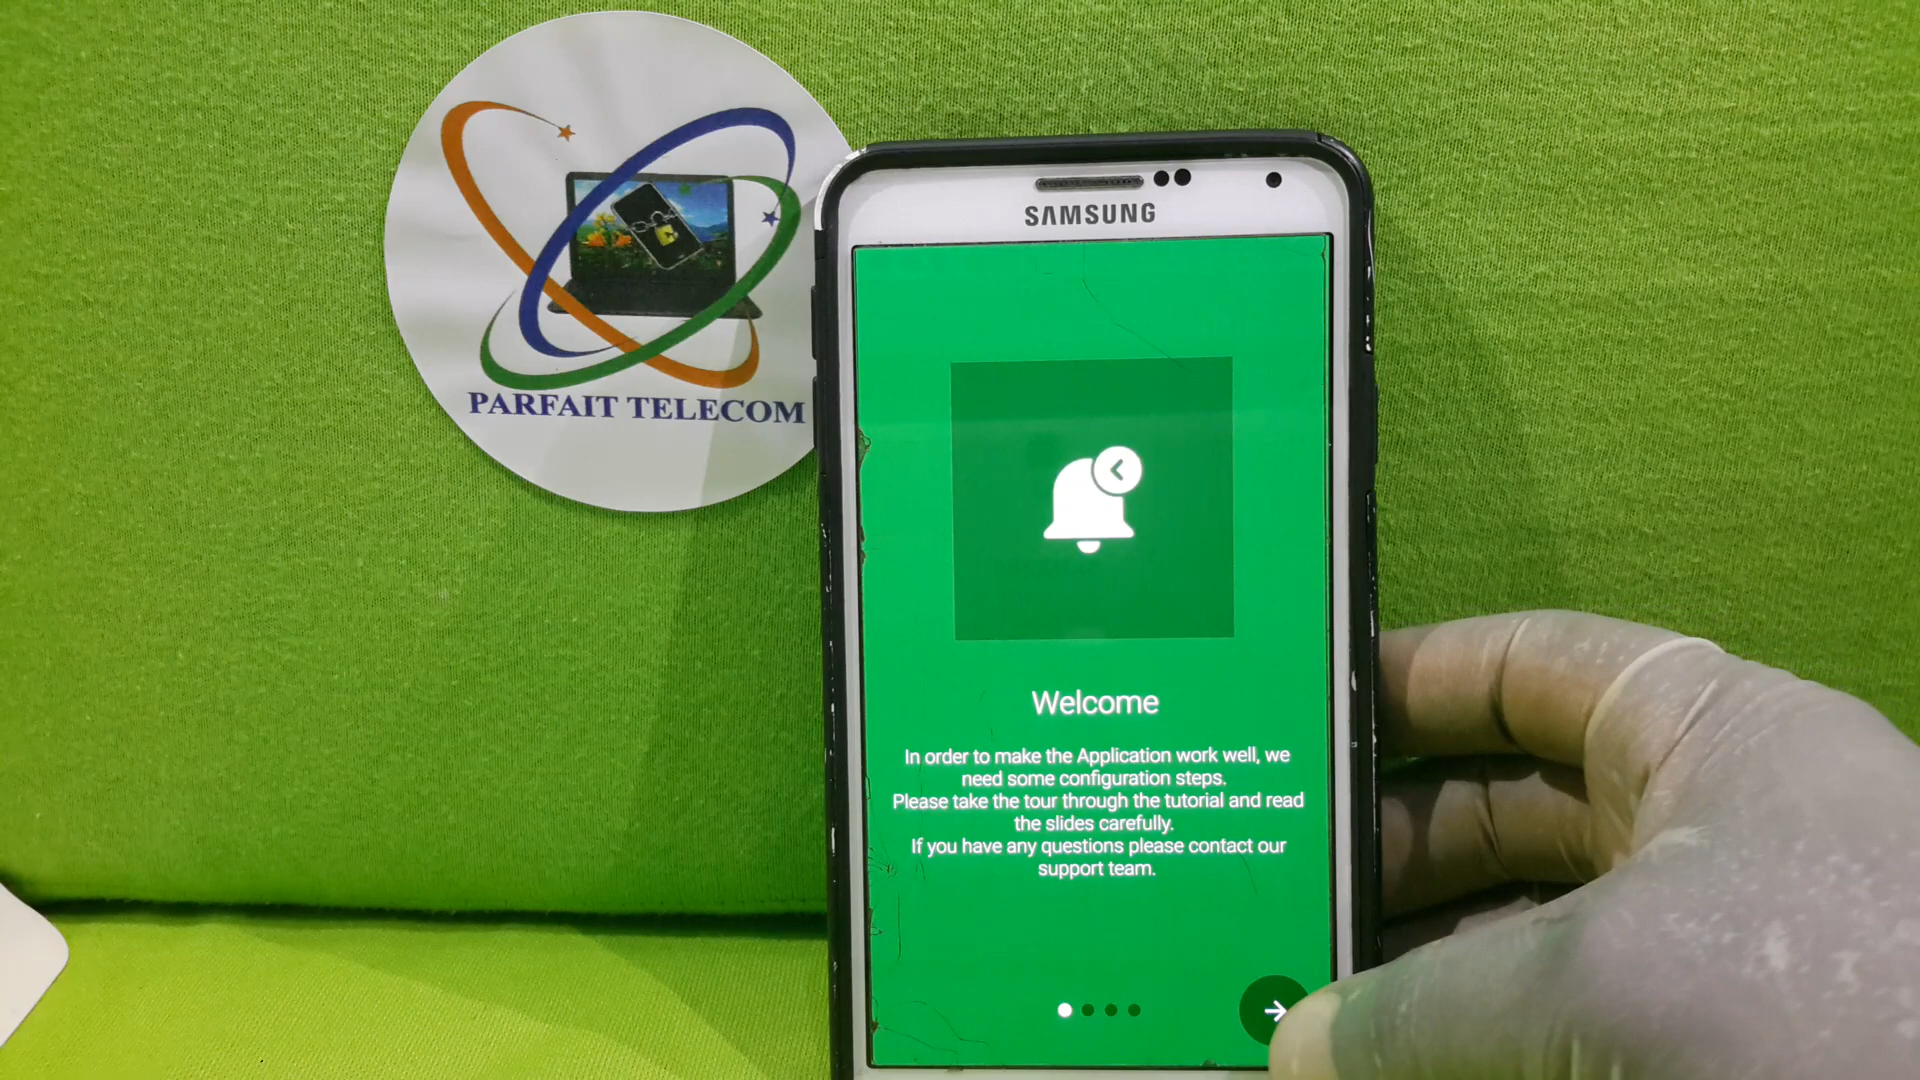 PARFAIT TELECOM
SAMSUNG
Welcome
In order to make the Application work well, we
need some configuration steps.
Please take the tour through the tutorial and read
the slides carefully.
If you have any questions please contact our
support team.